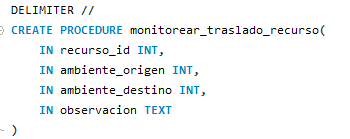 DELIMITER //
CREATE PROCEDURE monitorear_traslado_recurso(
    IN recurso_id INT,
    IN ambiente_origen INT,
    IN ambiente_destino INT,
    IN observacion TEXT
)